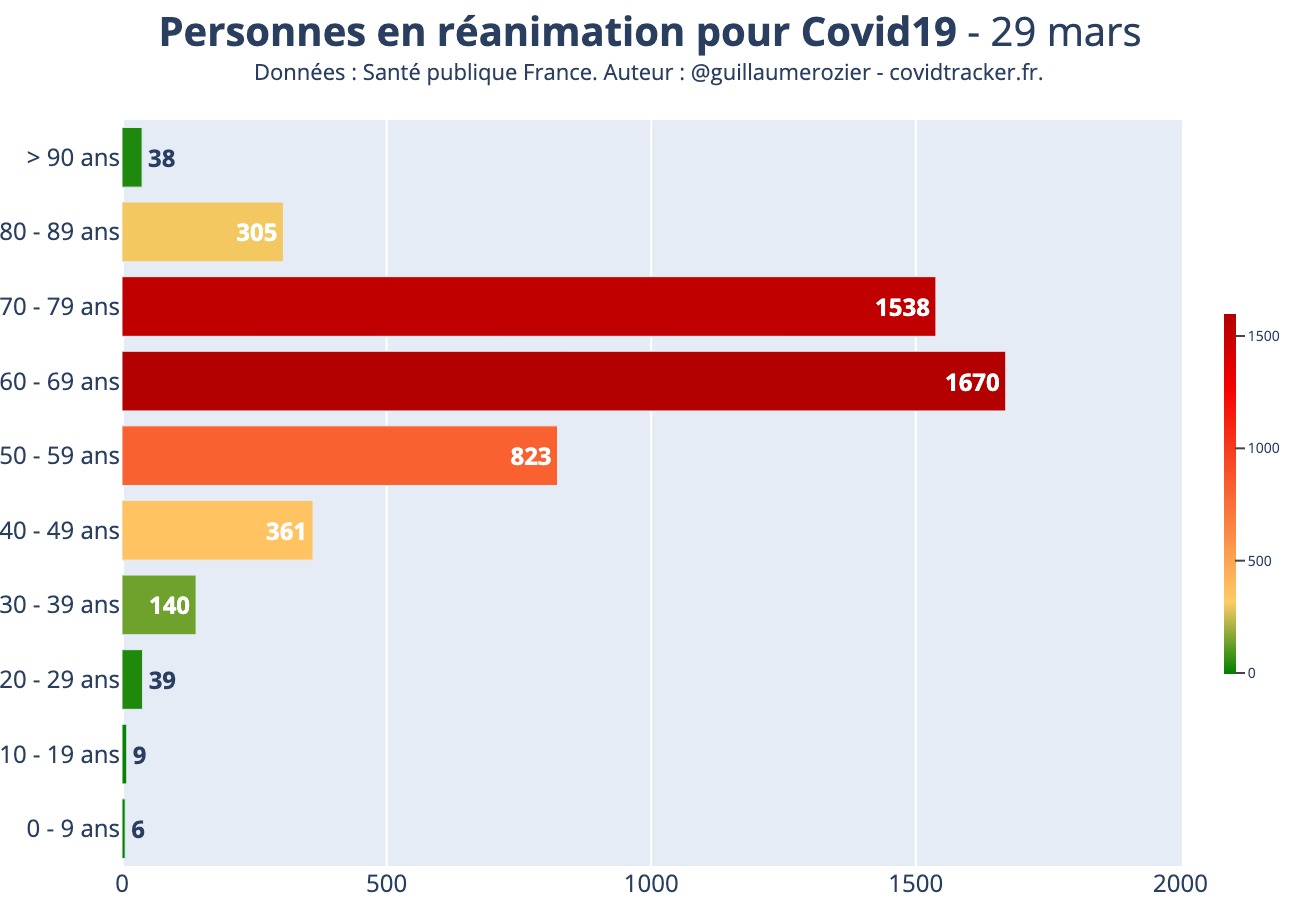 Personnes en réanimation pour Covid19 - 29 mars
Données : Santé publique France. Auteur : @guillaumerozier - covidtracker.fr.
> 90 ans 38
80 - 89 ans 305
70 - 79 ans 1538
60 - 69 ans 1670
50 - 59 ans 823
40 - 49 ans 361
30 - 39 ans 140
20 - 29 ans 39
10 - 19 ans 9
0 - 9 ans 6
0 500 1000 1500 2000
1500
1000
500
0